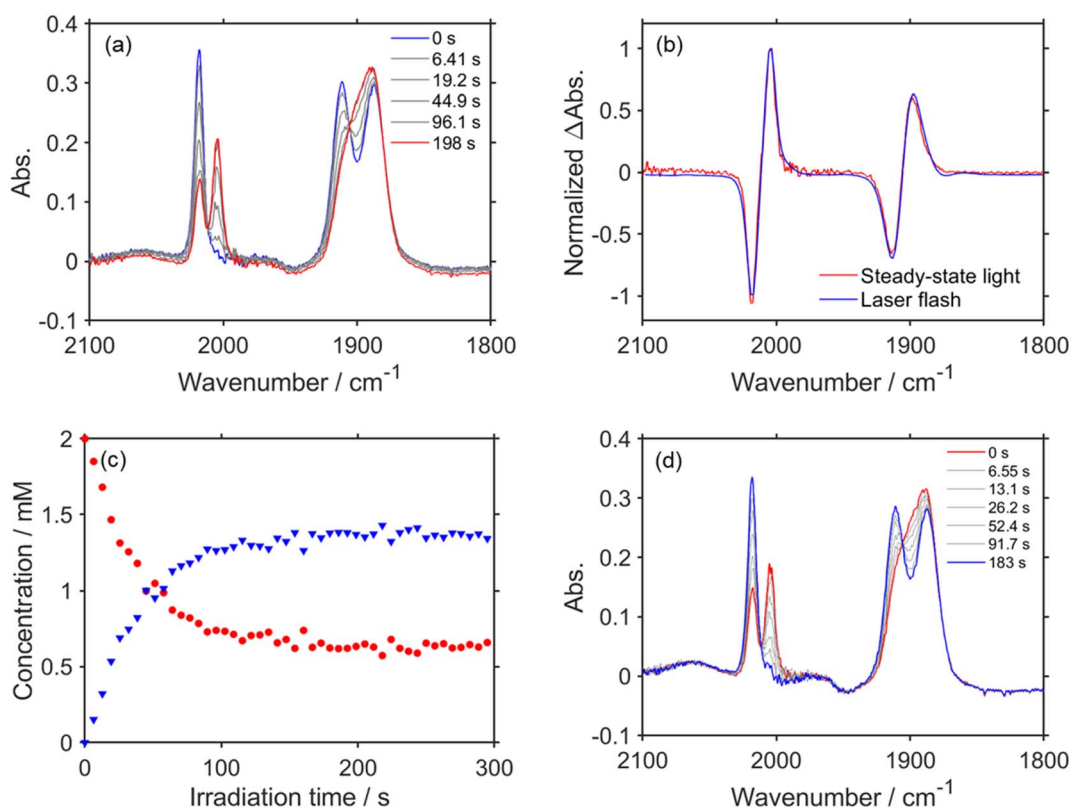 (a)
0 s
6.41 s
19.2 s
44.9 s
96.1 s
198 s
0.4
0.3
0.2
0.1
0
-0.1
Abs.
2100 2000 1900 1800
Wavenumber / cm-1
(b)
1
0.5
0
-0.5
-1
Normalized ΔAbs.
Steady-state light
Laser flash
2100 2000 1900 1800
Wavenumber / cm-1
(c)
2
1.5
1
0.5
0
Concentration / mM
0 100 200 300
Irradiation time / s
(d)
0 s
6.55 s
13.1 s
26.2 s
52.4 s
91.7 s
183 s
0.4
0.3
0.2
0.1
0
-0.1
Abs.
2100 2000 1900 1800
Wavenumber / cm-1